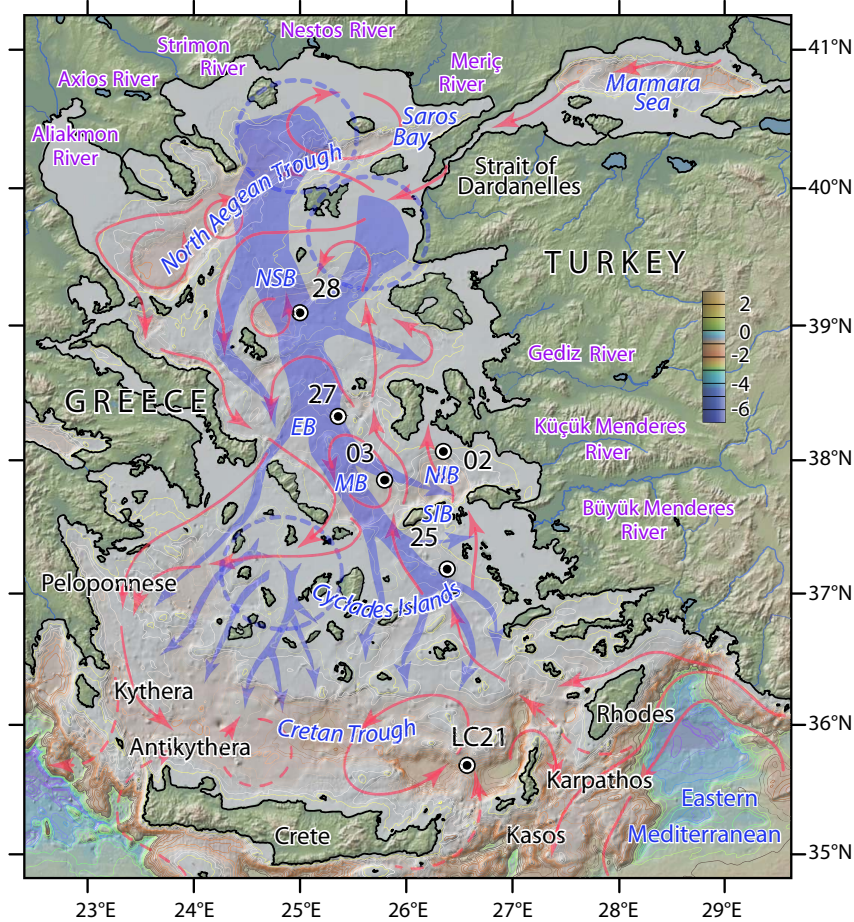 Nestos River
Strimon
River
Meriç
River
41°N
Axios River
Marmara
Sea
Saros
Bay
Aliakmon
River
Strait of
Dardanelles
40°N
North Aegean Trough
TURKEY
NSB
28
2
0
-2
-4
-6
39°N
Gediz River
GREECE
27
EB
Küçük Menderes
River
03
02
38°N
MB
NIB
SIB
Büyük Menderes
River
25
Peloponnese
37°N
Cyclades Islands
Kythera
Rhodes
36°N
Cretan Trough
LC21
Antikythera
Karpathos
Eastern
Mediterranean
Crete
Kasos
35°N
23°E
24°E
25°E
26°E
27°E
28°E
29°E